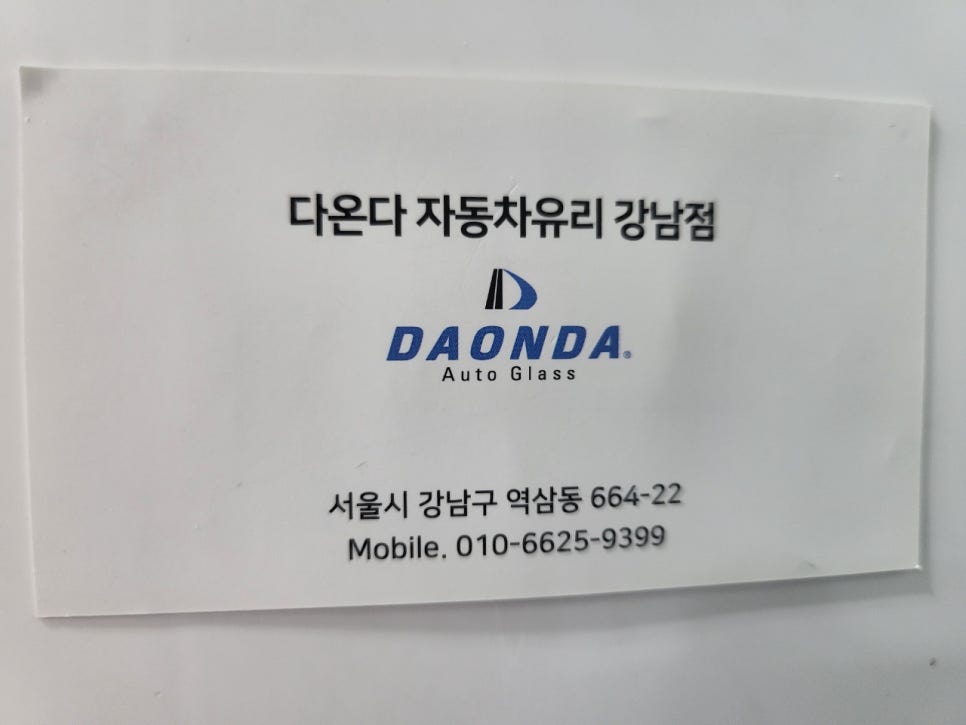 다온다 자동차유리 강남점
DAONDA®
Auto Glass
서울시 강남구 역삼동 664-22
Mobile. 010-6625-9399